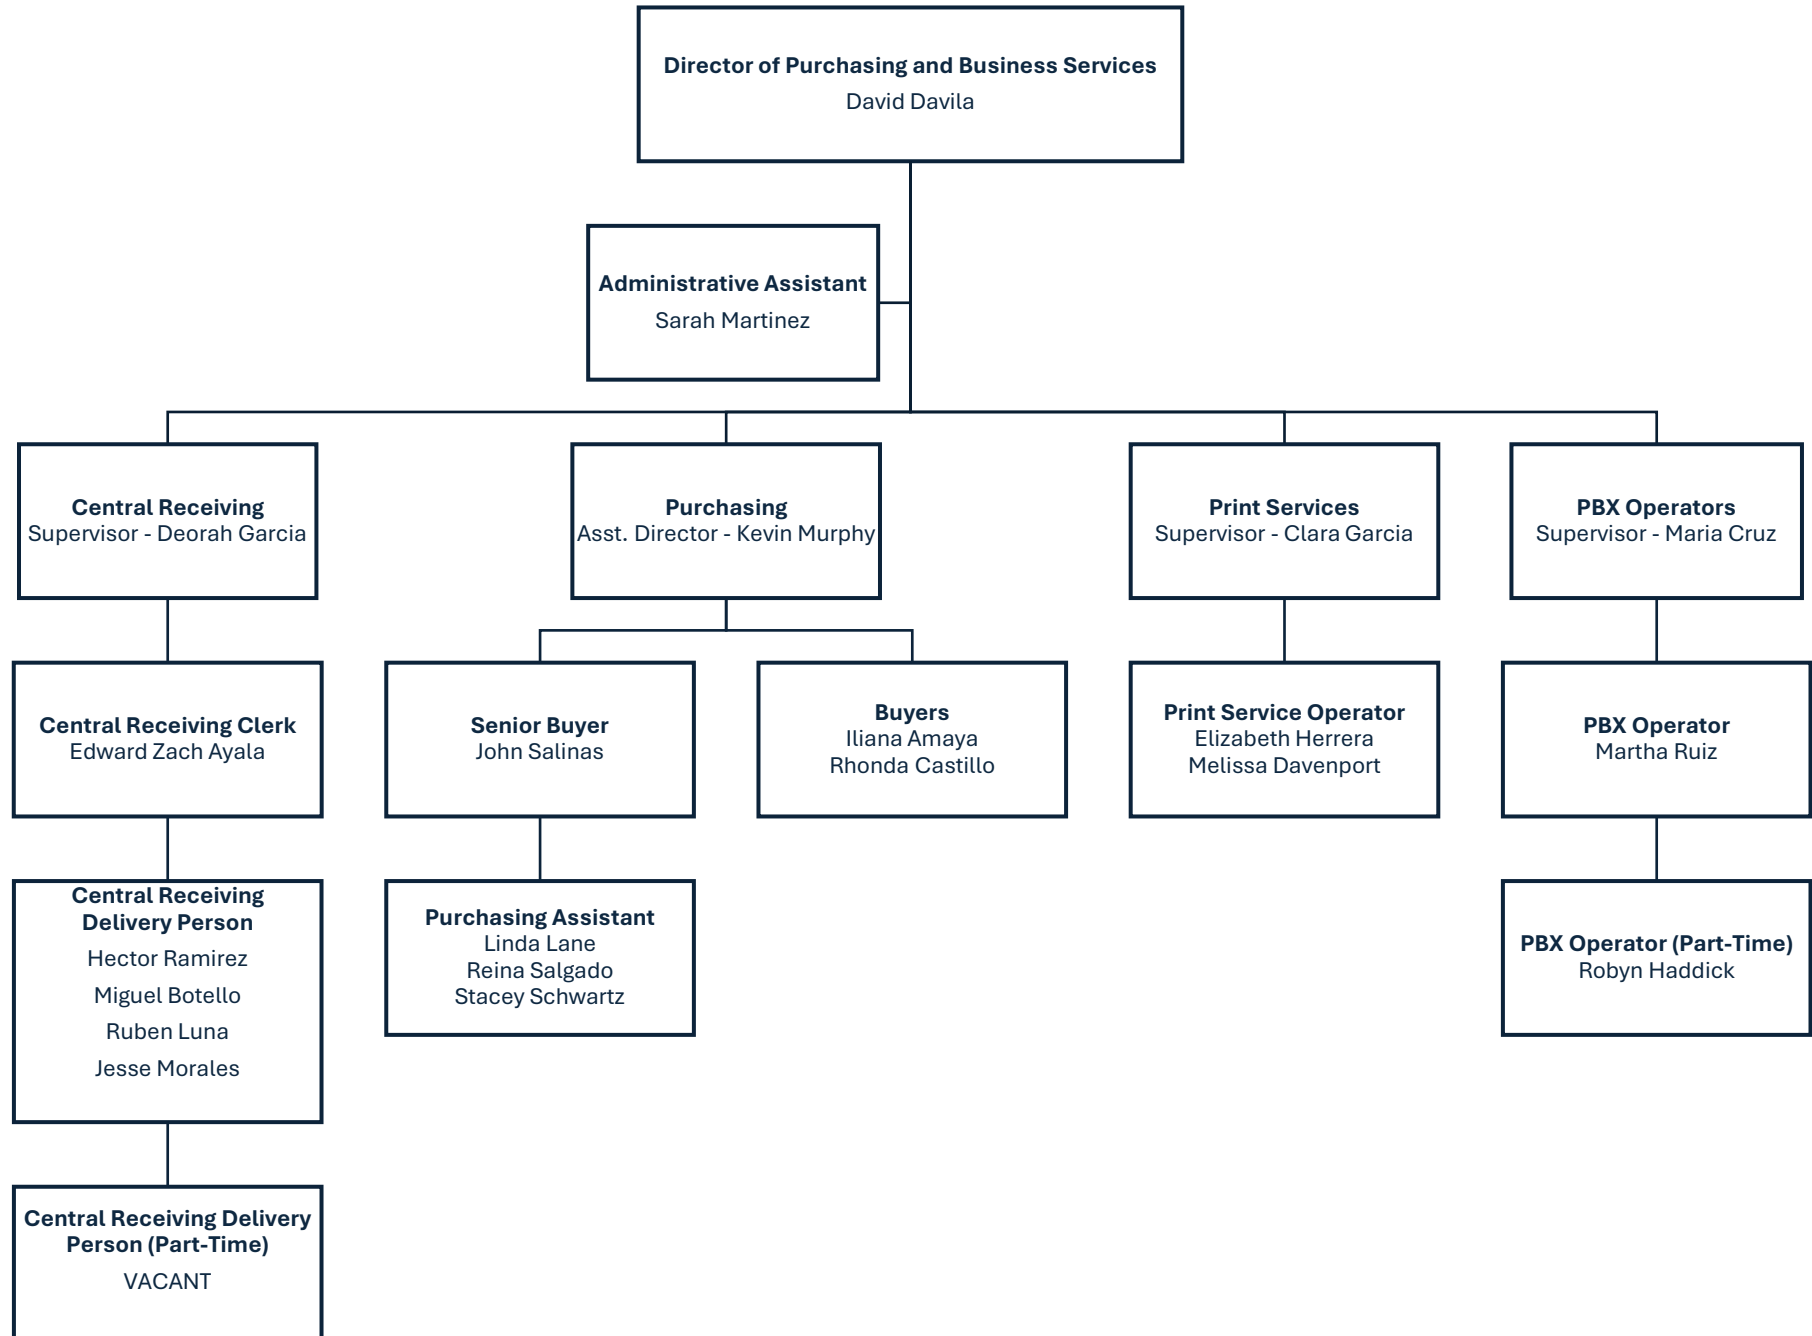 Director of Purchasing and Business Services
David Davila
Administrative Assistant
Sarah Martinez
Central Receiving
Supervisor - Deorah Garcia
Purchasing
Asst. Director - Kevin Murphy
Print Services
Supervisor - Clara Garcia
PBX Operators
Supervisor - Maria Cruz
Central Receiving Clerk
Edward Zach Ayala
Senior Buyer
John Salinas
Buyers
Iliana Amaya
Rhonda Castillo
Print Service Operator
Elizabeth Herrera
Melissa Davenport
PBX Operator
Martha Ruiz
Central Receiving
Delivery Person
Hector Ramirez
Miguel Botello
Ruben Luna
Jesse Morales
Purchasing Assistant
Linda Lane
Reina Salgado
Stacey Schwartz
PBX Operator (Part-Time)
Robyn Haddick
Central Receiving Delivery
Person (Part-Time)
VACANT